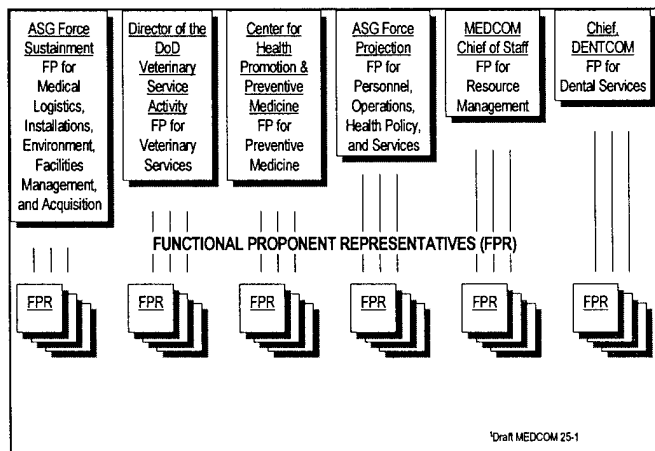 ASG Force
Sustainment
FP for
Medical
Logistics,
Installations,
Environment,
Facilities
Management,
and Acquisition
Director of the
DoD
Veterinary
Service
Activity
FP for
Veterinary
Services
Center for
Health
Promotion &
Preventive
Medicine
FP for
Preventive
Medicine
ASG Force
Projection
FP for
Personnel,
Operations,
Health Policy,
and Services
MEDCOM
Chief of Staff
FP for
Resource
Management
Chief,
DENTCOM
FP for
Dental Services
FUNCTIONAL PROPONENT REPRESENTATIVES (FPR)
FPR
FPR
FPR
FPR
FPR
FPR
¹Draft MEDCOM 25-1